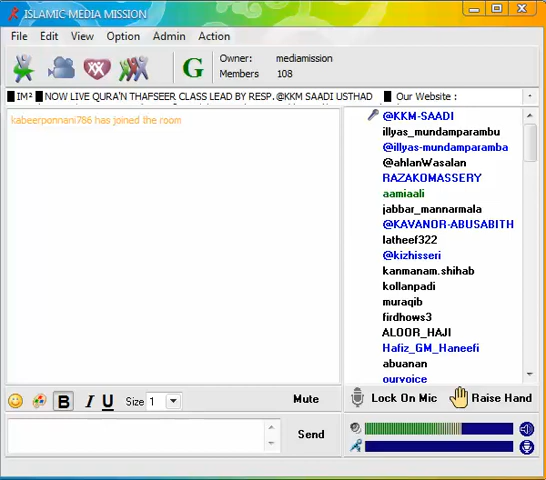 ISLAMIC MEDIA MISSION
File Edit View Option Admin Action
G
Owner: mediamission
Members 108
IM² NOW LIVE QURA'N THAFSEER CLASS LEAD BY RESP.@KKM SAADI USTHAD Our Website :
kabeerponnani786 has joined the room
@KKM-SAADI
illyas_mundamparambu
@illyas-mundamparamba
@ahlanWasalan
RAZAKOMASSERY
aamiaali
jabbar_mannarmala
@KAVANOR-ABUSABITH
latheef322
@kizhisseri
kanmanam.shihab
kollanpadi
muraqib
firdhows3
ALOOR_HAJI
Hafiz_GM_Haneefi
abuanan
ourvoice
B I U Size 1 Mute
Lock On Mic Raise Hand
Send